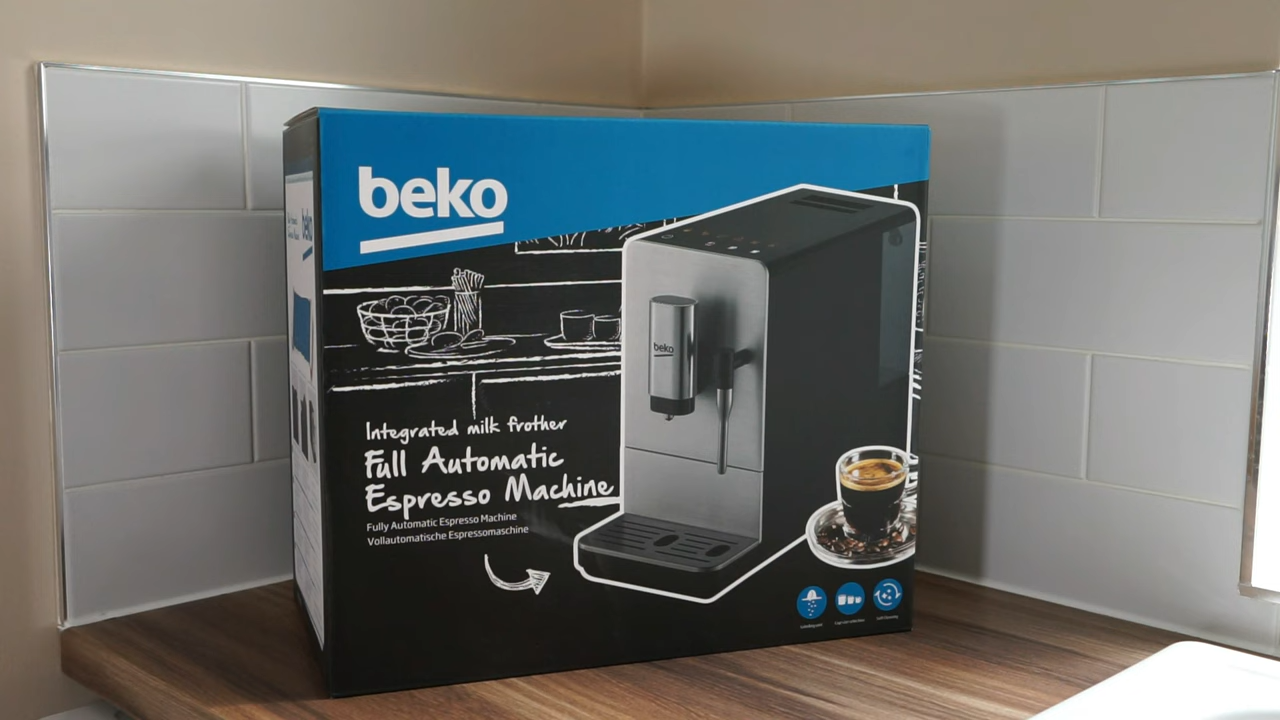 beko
beko
Integrated milk frother
Full Automatic
Espresso Machine
Fully Automatic Espresso Machine
Vollautomatische Espressomaschine